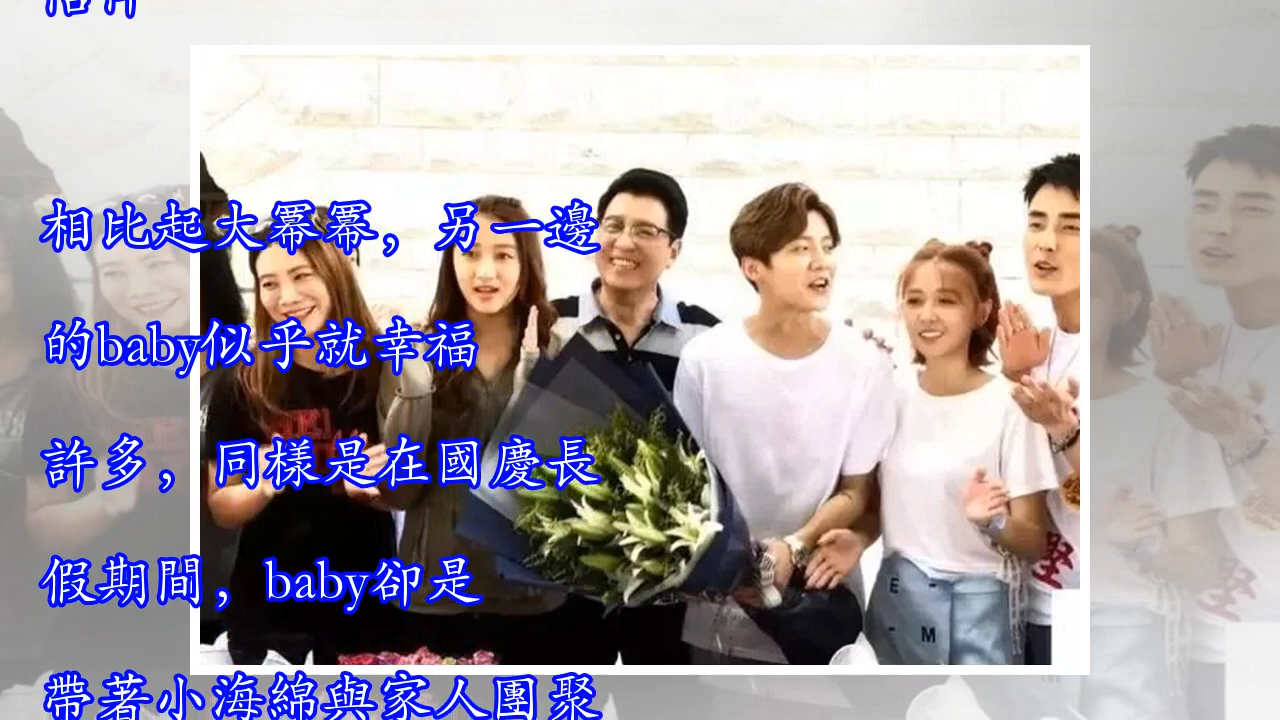 相比起大冪冪，另一邊
的baby似乎就幸福
許多，同樣是在國慶長
假期間，baby卻是
帶著小海綿與家人團聚
堅
E
- M